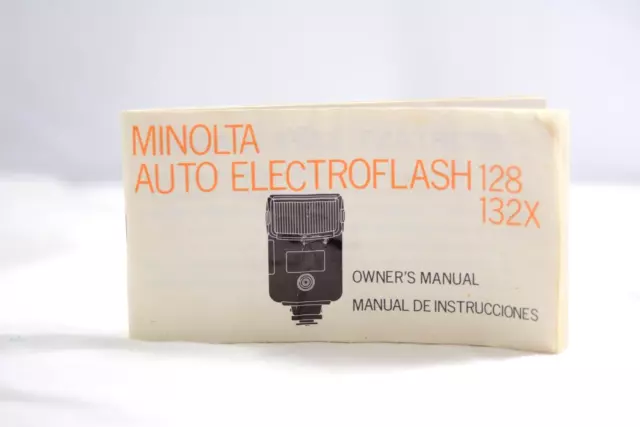 MINOLTA
AUTO ELECTROFLASH 128
132X
OWNER'S MANUAL
MANUAL DE INSTRUCCIONES